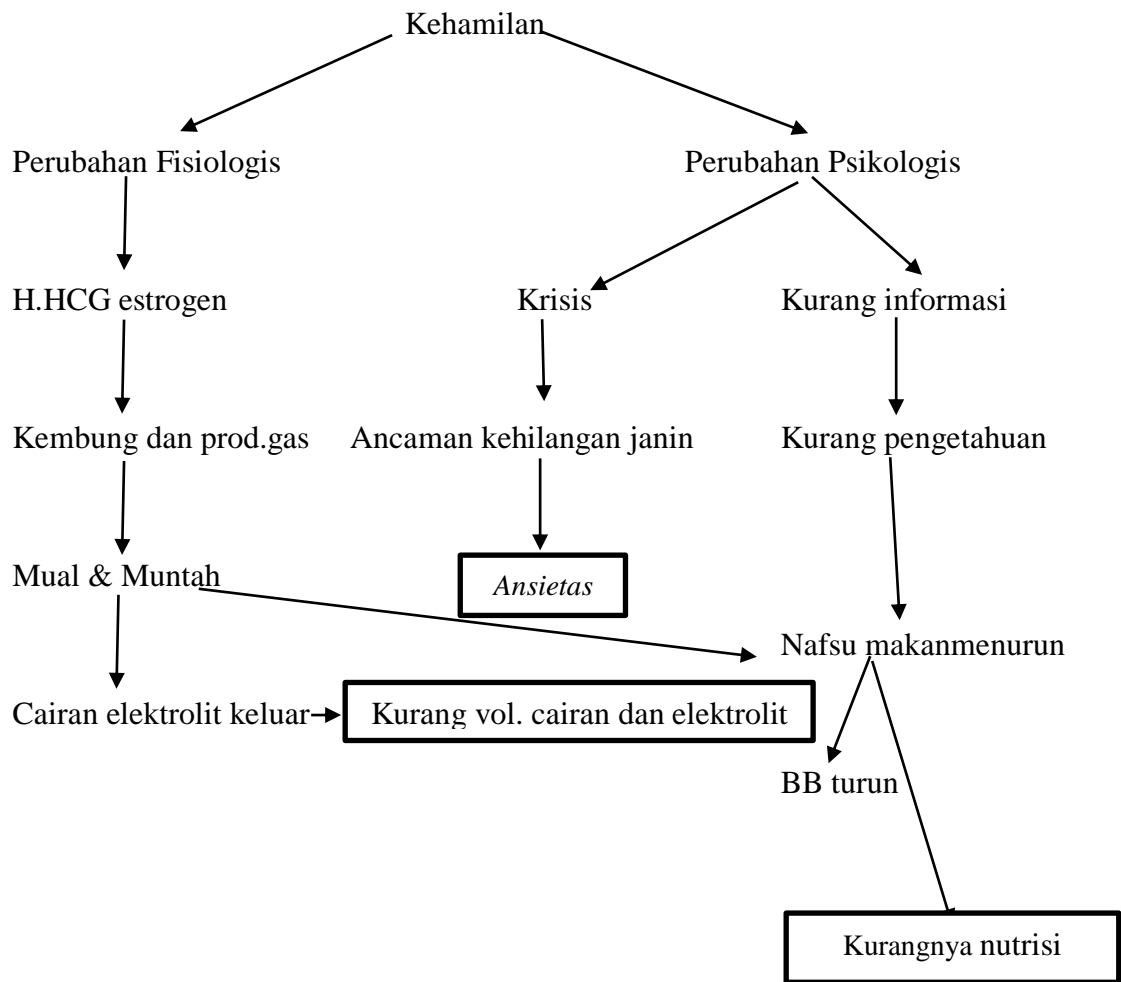 Kehamilan
Perubahan Fisiologis
Perubahan Psikologis
H.HCG estrogen
Krisis
Kurang informasi
Kembung dan prod.gas
Ancaman kehilangan janin
Kurang pengetahuan
Mual & Muntah
Ansietas
Nafsu makanmenurun
Cairan elektrolit keluar
Kurang vol. cairan dan elektrolit
BB turun
Kurangnya nutrisi